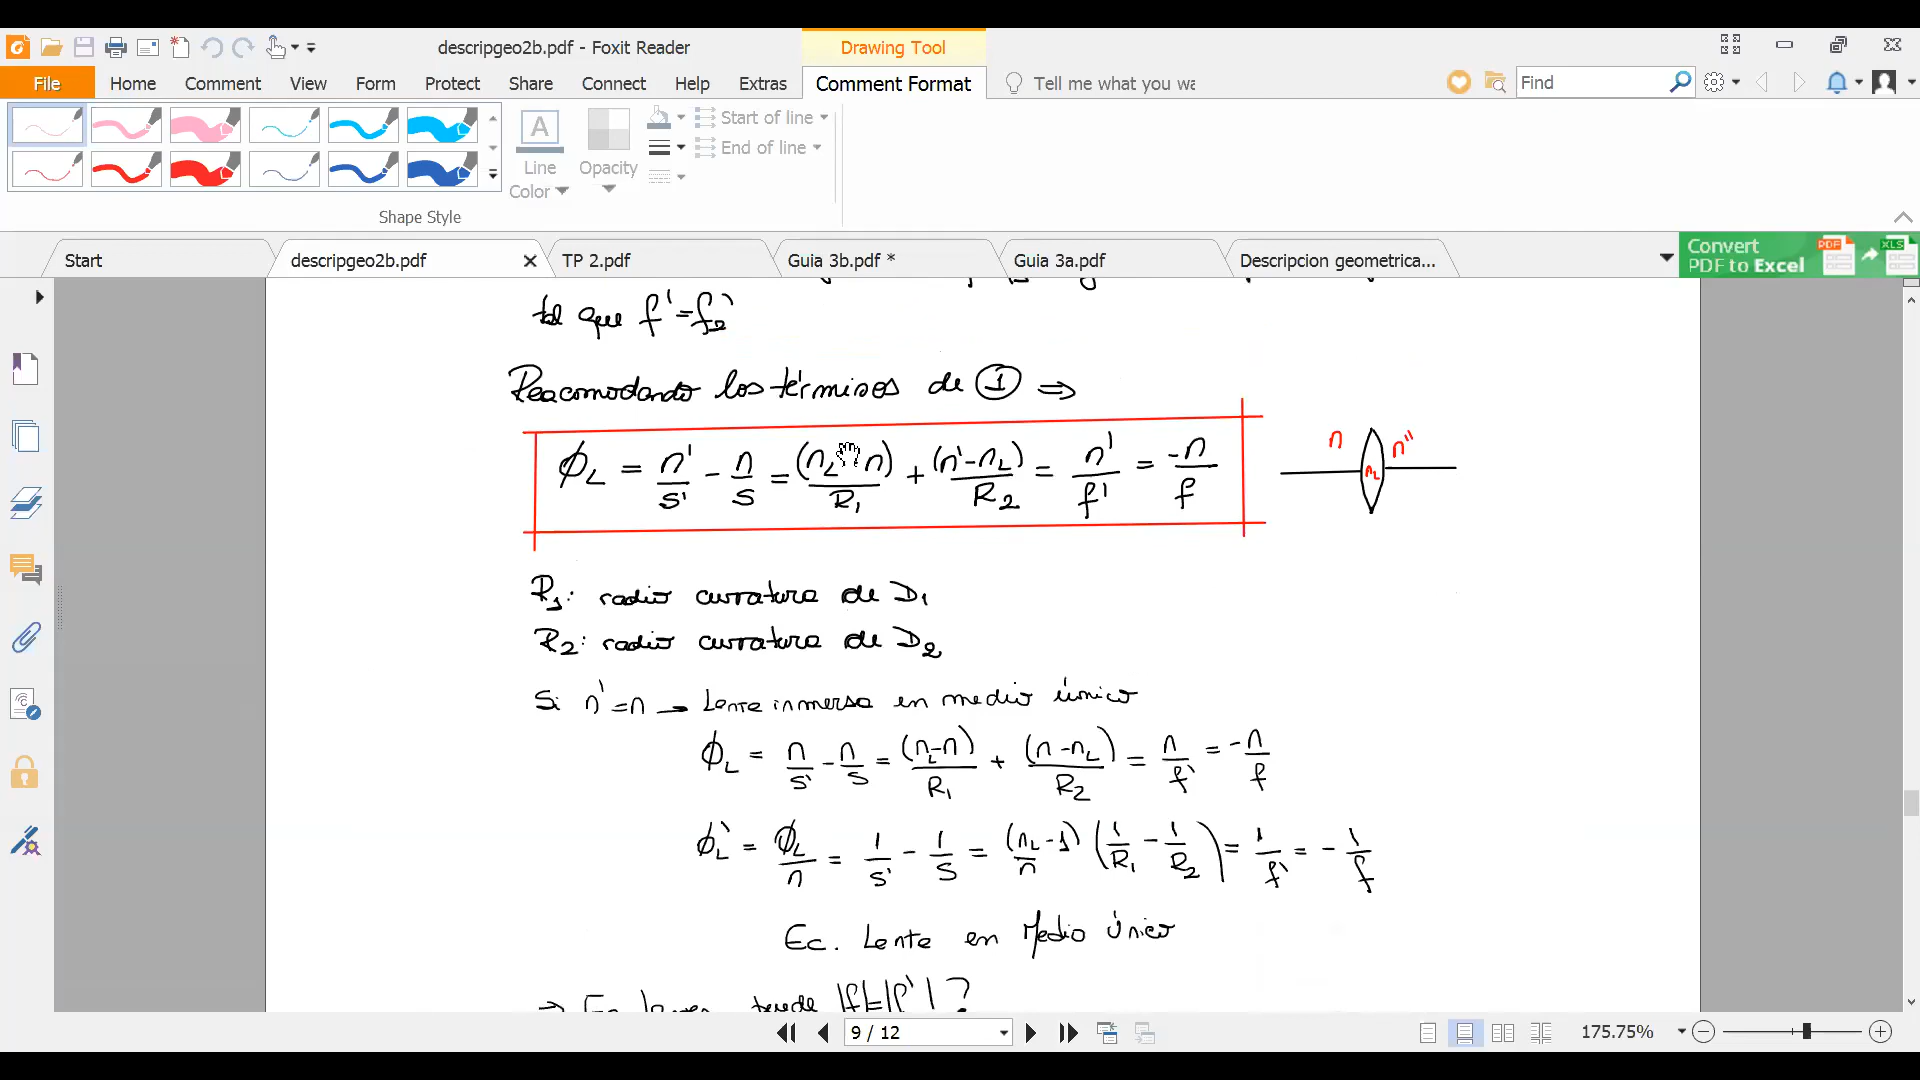 descripgeo2b.pdf - Foxit Reader
Drawing Tool
File Home Comment View Form Protect Share Connect Help Extras Comment Format Tell me what you wa Find
Line Color
Opacity
Start of line
End of line
Shape Style
Start descripgeo2b.pdf TP 2.pdf Guia 3b.pdf * Guia 3a.pdf Descripcion geometrica... Convert PDF to Excel
tal que f' = f₂'
Reacomodando los términos de ① ⇒
ϕL = n'/s' - n/s = (nL - n)/R₁ + (n' - nL)/R₂ = n'/f' = -n/f
n nL n''
R₁: radio curvatura de D₁
R₂: radio curvatura de D₂
Si n' = n → Lente inmersa en medio único
ϕL = n/s' - n/s = (nL - n)/R₁ + (n - nL)/R₂ = n/f' = -n/f
ϕL' = ϕL/n = 1/s' - 1/s = (nL/n - 1) (1/R₁ - 1/R₂) = 1/f' = -1/f
Ec. Lente en Medio Único
|f|=|f'| ?
9 / 12
175.75%